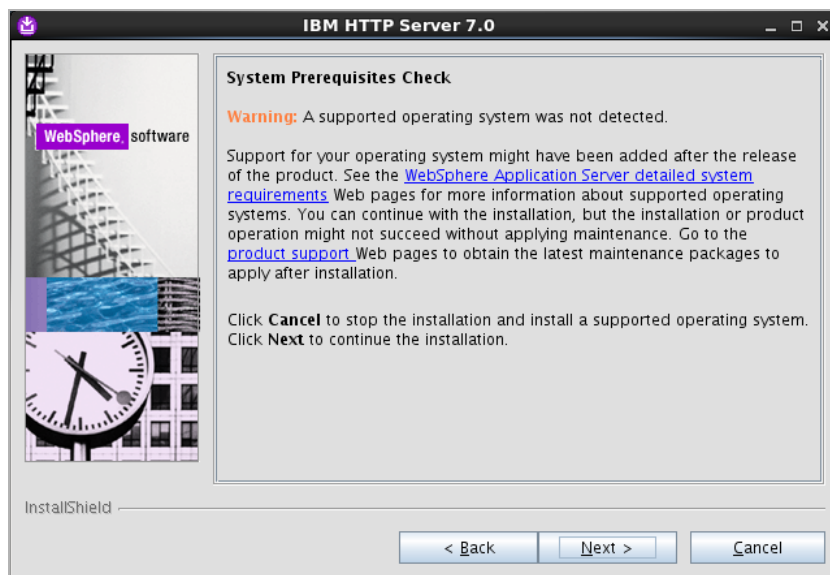 IBM HTTP Server 7.0
WebSphere. software
System Prerequisites Check
Warning: A supported operating system was not detected.
Support for your operating system might have been added after the release
of the product. See the WebSphere Application Server detailed system
requirements Web pages for more information about supported operating
systems. You can continue with the installation, but the installation or product
operation might not succeed without applying maintenance. Go to the
product support Web pages to obtain the latest maintenance packages to
apply after installation.
Click Cancel to stop the installation and install a supported operating system.
Click Next to continue the installation.
InstallShield
< Back
Next >
Cancel